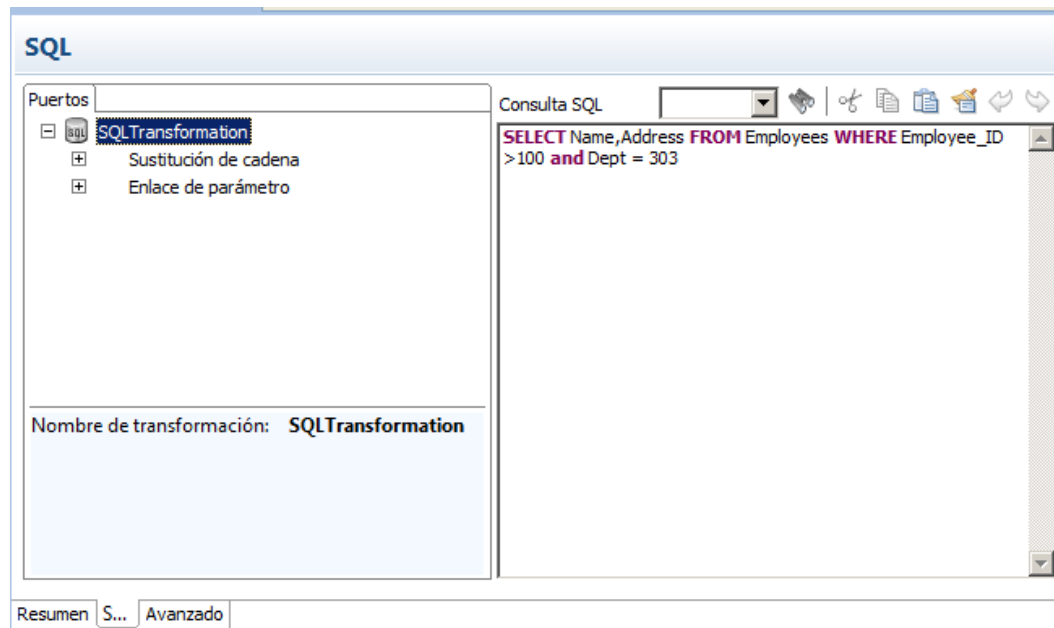 SQL
Puertos
SQLTransformation
Sustitución de cadena
Enlace de parámetro
Nombre de transformación: SQLTransformation
Consulta SQL
SELECT Name,Address FROM Employees WHERE Employee_ID
>100 and Dept = 303
Resumen S... Avanzado